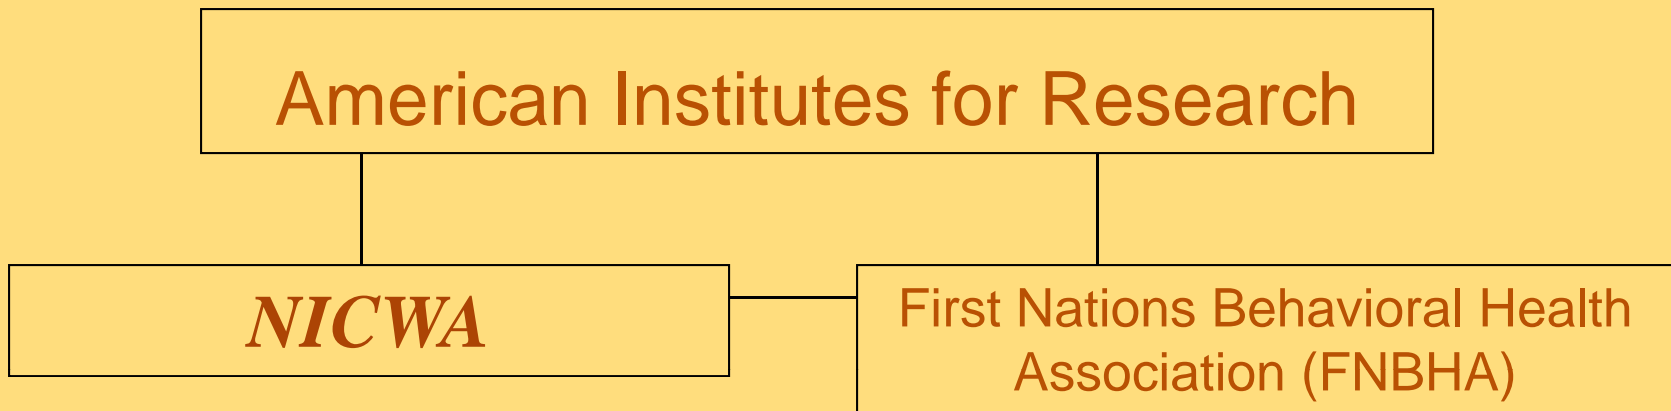 American Institutes for Research
NICWA
First Nations Behavioral Health
Association (FNBHA)